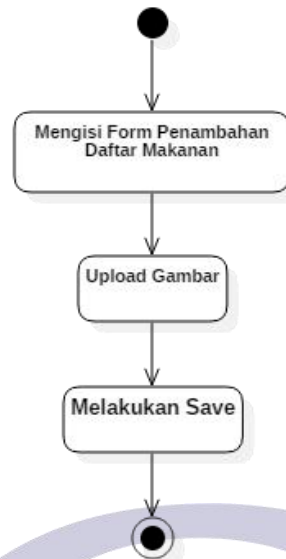 Mengisi Form Penambahan
Daftar Makanan
Upload Gambar
Melakukan Save